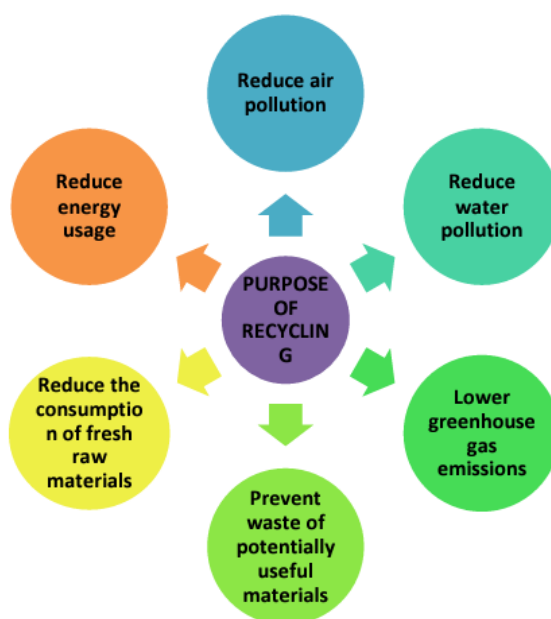 Reduce air
pollution
Reduce
energy
usage
Reduce
water
pollution
PURPOSE
OF
RECYCLIN
G
Reduce the
consumptio
n of fresh
raw
materials
Lower
greenhouse
gas
emissions
Prevent
waste of
potentially
useful
materials